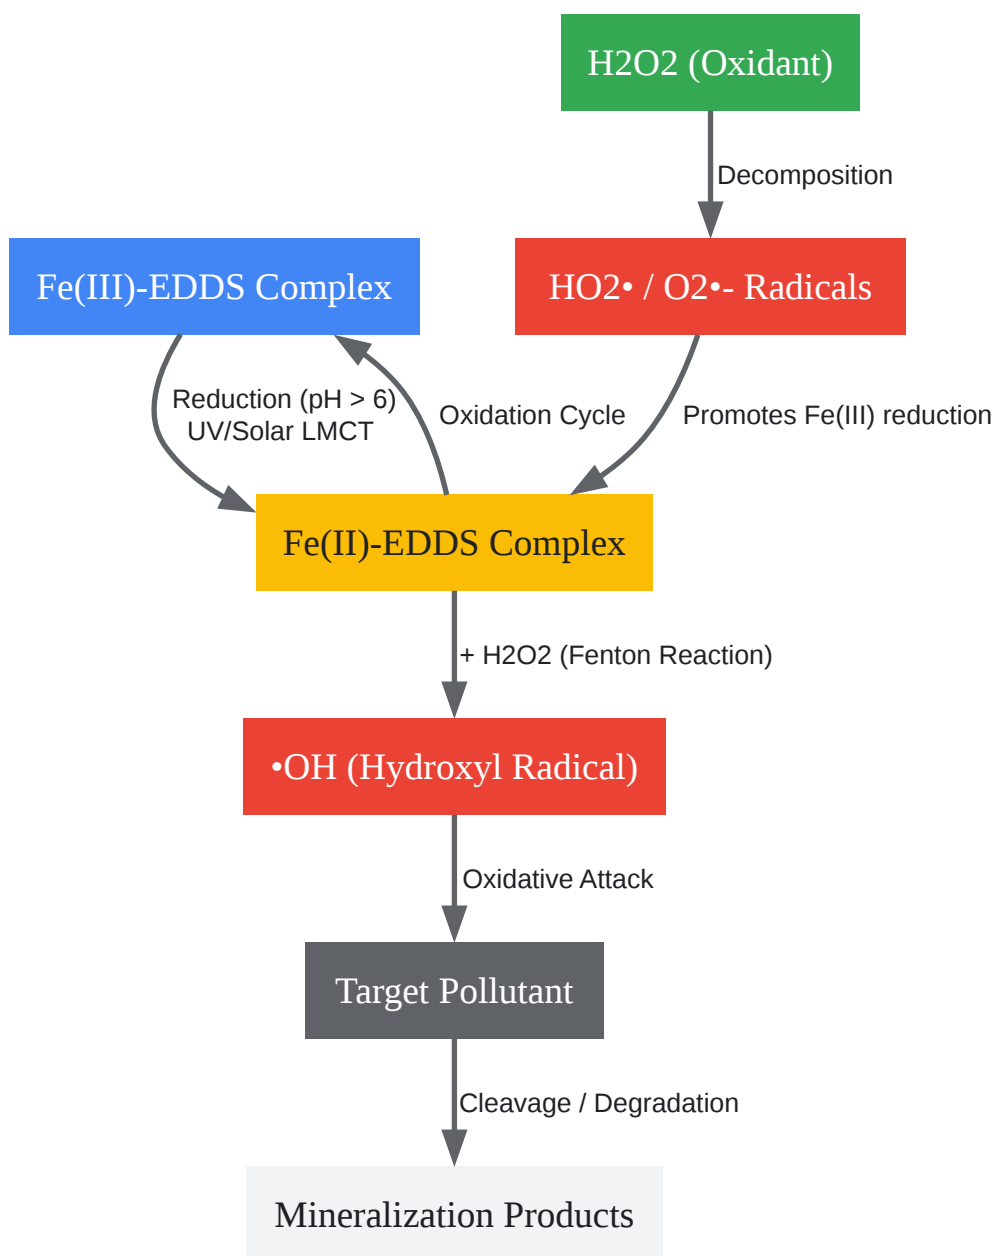 H2O2 (Oxidant)
Decomposition
Fe(III)-EDDS Complex
HO2• / O2•- Radicals
Reduction (pH > 6)
UV/Solar LMCT
Oxidation Cycle
Promotes Fe(III) reduction
Fe(II)-EDDS Complex
+ H2O2 (Fenton Reaction)
•OH (Hydroxyl Radical)
Oxidative Attack
Target Pollutant
Cleavage / Degradation
Mineralization Products